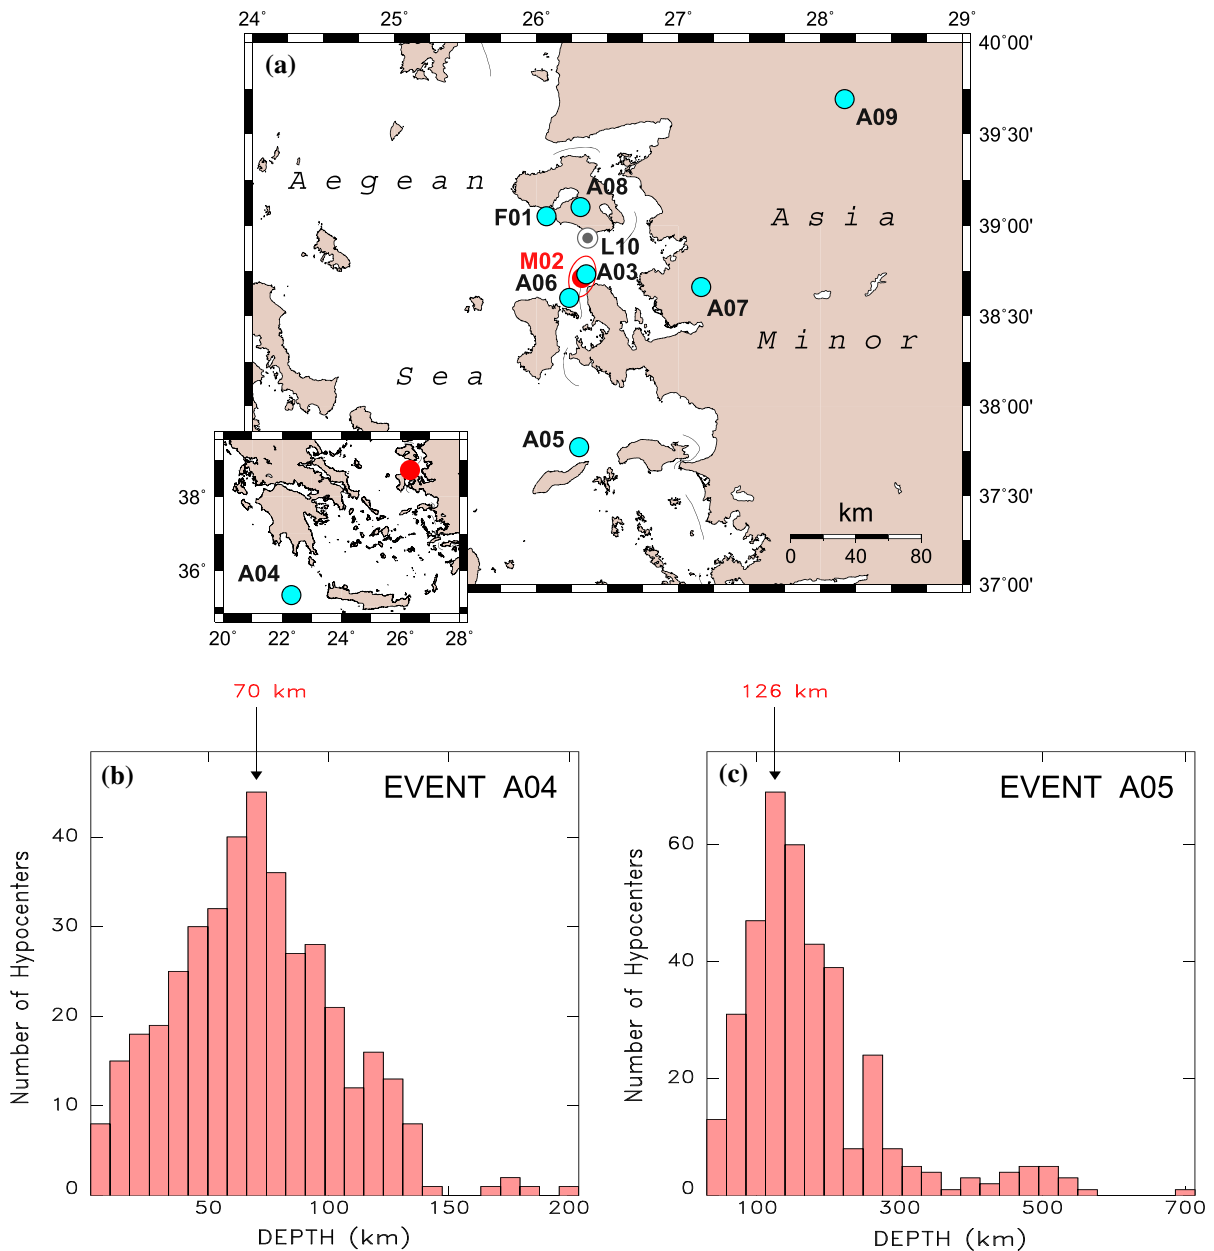 24° 25° 26° 27° 28° 29°
(a)
40°00'
A09
39°30'
Aegean
A08
F01
Asia
39°00'
L10
M02
A03
A06
A07
38°30'
Minor
Sea
38°00'
A05
38°
37°30'
km
0 40 80
36°
A04
37°00'
20° 22° 24° 26° 28°
70 km
126 km
(b)
EVENT A04
(c)
EVENT A05
Number of Hypocenters
40
30
20
10
0
50 100 150 200
DEPTH (km)
Number of Hypocenters
60
40
20
0
100 300 500 700
DEPTH (km)